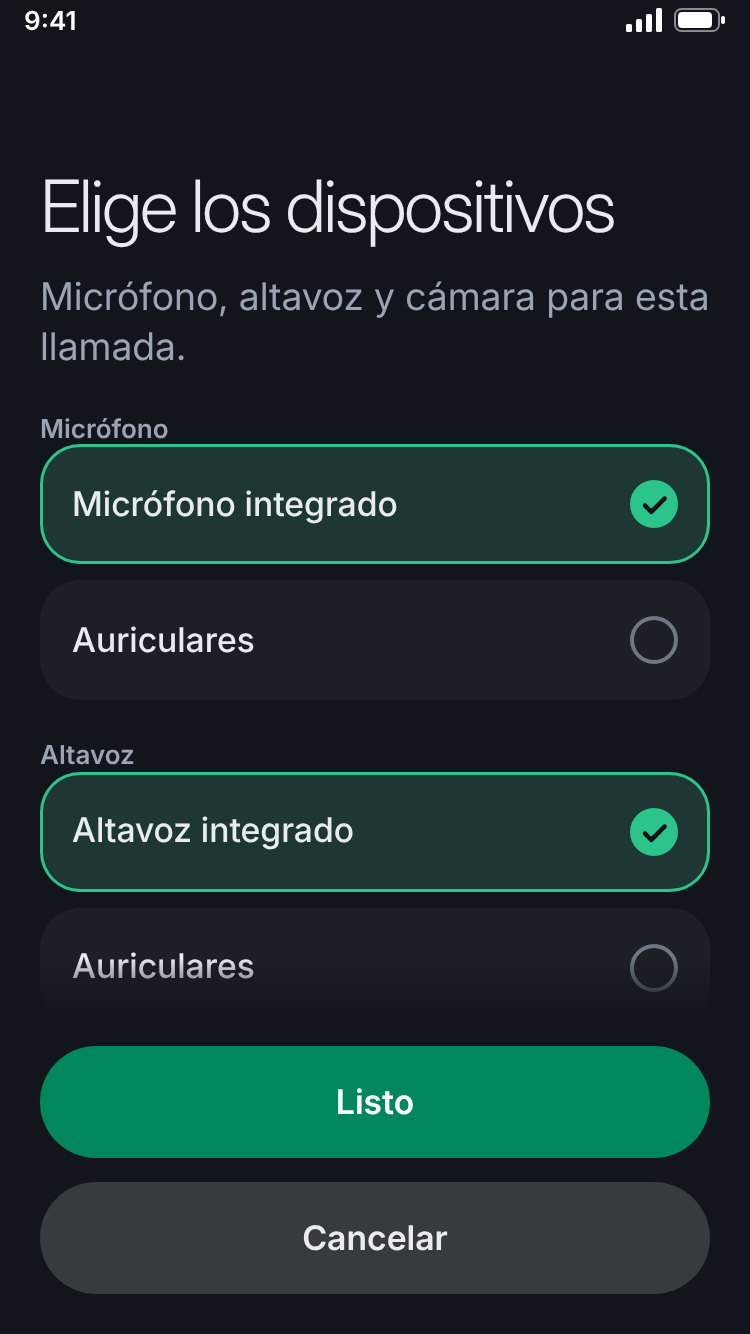 9:41
Elige los dispositivos
Micrófono, altavoz y cámara para esta
llamada.
Micrófono
Micrófono integrado
Auriculares
Altavoz
Altavoz integrado
Auriculares
Listo
Cancelar